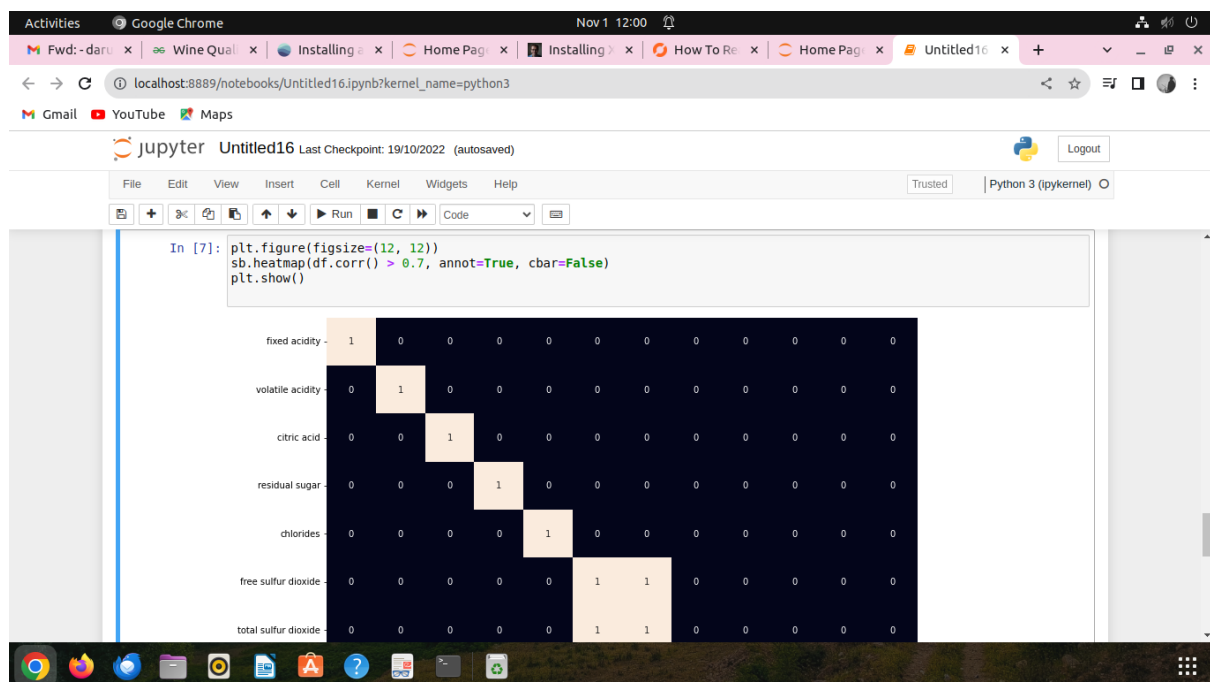 Activities Google Chrome Nov 1 12:00
Fwd: - daru Wine Quali Installing a Home Page Installing X How To Re Home Page Untitled16
localhost:8889/notebooks/Untitled16.ipynb?kernel_name=python3
Gmail YouTube Maps
jupyter Untitled16 Last Checkpoint: 19/10/2022 (autosaved) Logout
File Edit View Insert Cell Kernel Widgets Help Trusted Python 3 (ipykernel)
Run Code
In [7]: plt.figure(figsize=(12, 12))
sb.heatmap(df.corr() > 0.7, annot=True, cbar=False)
plt.show()
fixed acidity 1 0 0 0 0 0 0 0 0 0 0 0
volatile acidity 0 1 0 0 0 0 0 0 0 0 0 0
citric acid 0 0 1 0 0 0 0 0 0 0 0 0
residual sugar 0 0 0 1 0 0 0 0 0 0 0 0
chlorides 0 0 0 0 1 0 0 0 0 0 0 0
free sulfur dioxide 0 0 0 0 0 1 1 0 0 0 0 0
total sulfur dioxide 0 0 0 0 0 1 1 0 0 0 0 0